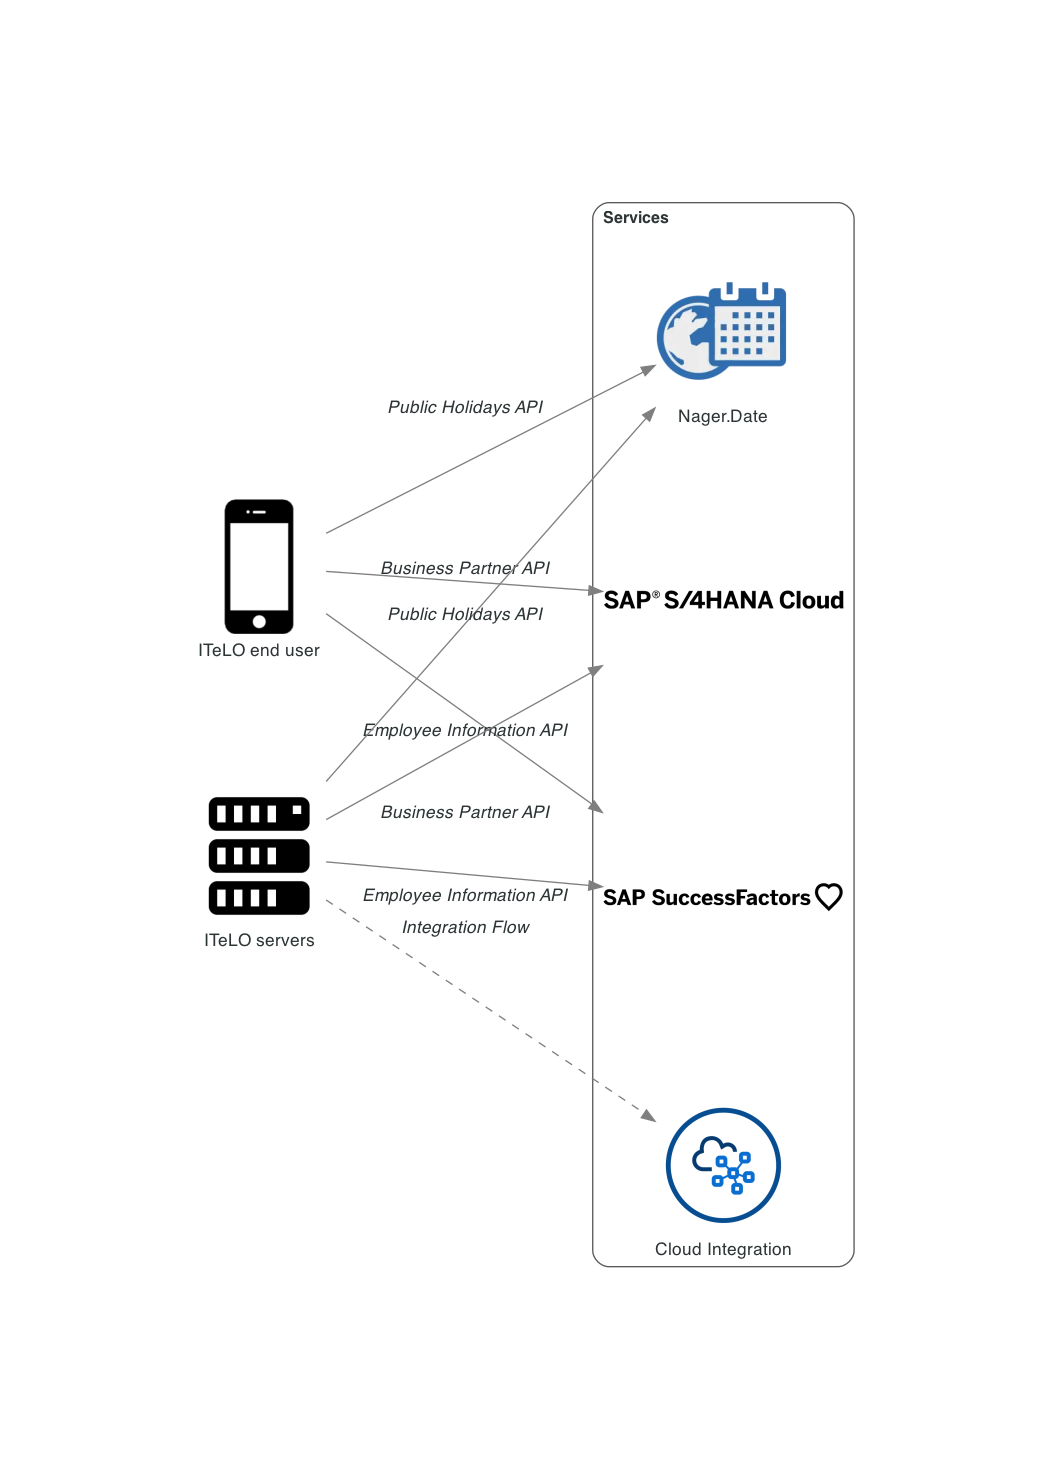 Services
Public Holidays API
Nager.Date
Business Partner API
SAP® S/4HANA Cloud
Public Holidays API
ITeLO end user
Employee Information API
Business Partner API
Employee Information API
SAP SuccessFactors
Integration Flow
ITeLO servers
Cloud Integration